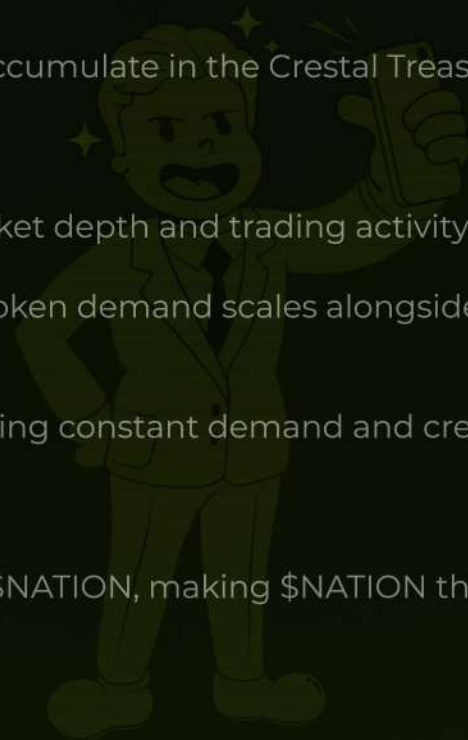 ccumulate in the Crestal Treas
ket depth and trading activity
oken demand scales alongside
ing constant demand and cre
$NATION, making $NATION th